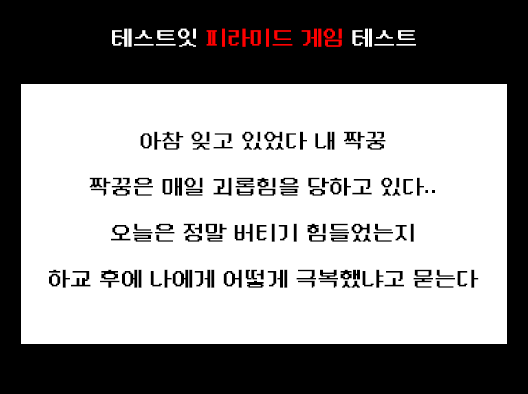 테스트잇 피라미드 게임 테스트
아참 잊고 있었다 내 짝꿍
짝꿍은 매일 괴롭힘을 당하고 있다..
오늘은 정말 버티기 힘들었는지
하교 후에 나에게 어떻게 극복했냐고 묻는다